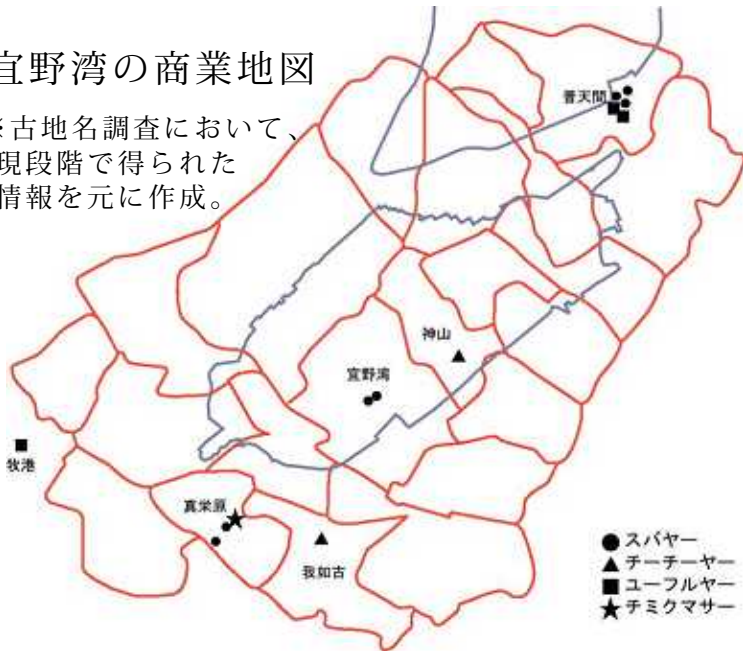 宜野湾の商業地図
※古地名調査において、
現段階で得られた
情報を元に作成。
普天間
神山
宜野湾
牧港
真栄原
我如古
●スバヤー
▲チーチーヤー
■ユーフルヤー
★チミクマサー